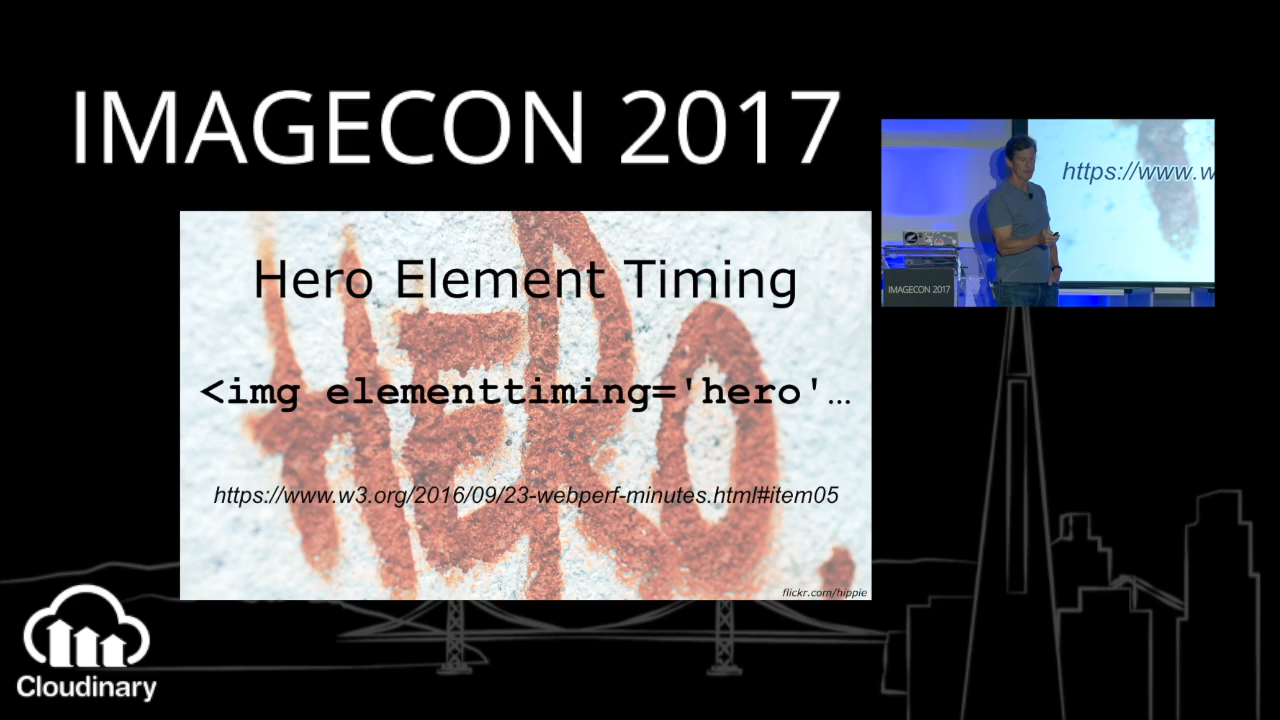 IMAGECON 2017
https://www.w
IMAGECON 2017
Hero Element Timing
<img elementtiming='hero'…
https://www.w3.org/2016/09/23-webperf-minutes.html#item05
HERO.
flickr.com/hippie
Cloudinary